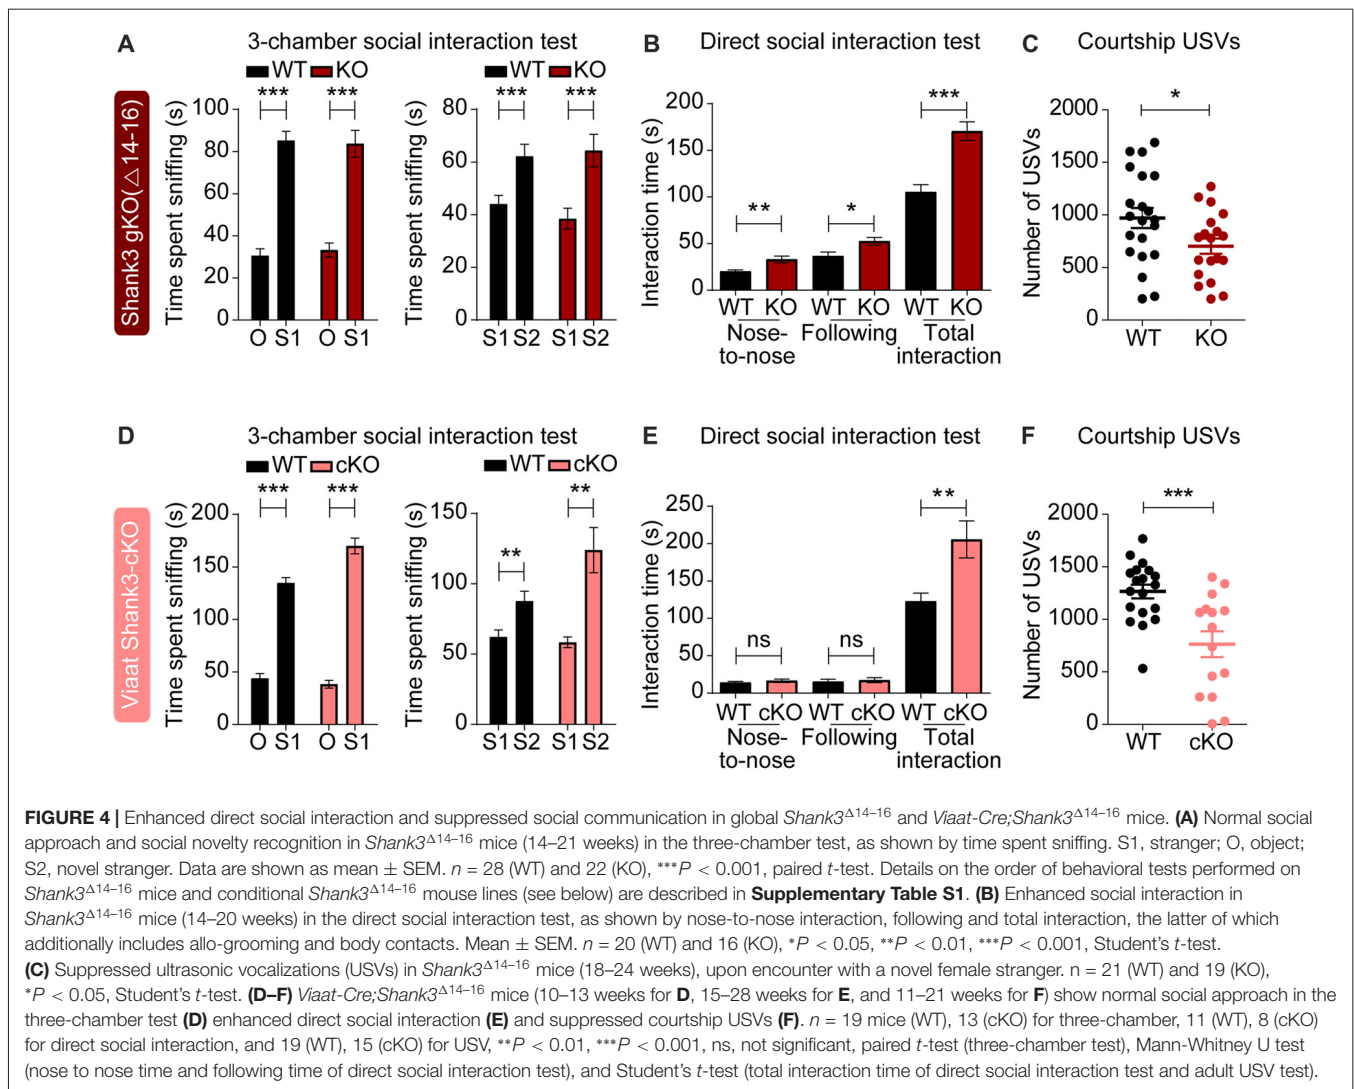 A 3-chamber social interaction test
WT KO
WT KO
Shank3 gKO(△14-16)
Time spent sniffing (s)
*** ***
100
80
60
40
20
0
O S1 O S1
Time spent sniffing (s)
*** ***
80
60
40
20
0
S1 S2 S1 S2
B Direct social interaction test
Interaction time (s)
200
150
100
50
0
** * ***
WT KO WT KO WT KO
Nose-to-nose
Following
Total interaction
C Courtship USVs
Number of USVs
*
2000
1500
1000
500
0
WT KO
D 3-chamber social interaction test
WT cKO
WT cKO
Viaat Shank3-cKO
Time spent sniffing (s)
*** ***
200
150
100
50
0
O S1 O S1
Time spent sniffing (s)
** **
150
100
50
0
S1 S2 S1 S2
E Direct social interaction test
Interaction time (s)
250
200
150
100
50
0
ns ns **
WT cKO WT cKO WT cKO
Nose-to-nose
Following
Total interaction
F Courtship USVs
Number of USVs
***
2000
1500
1000
500
0
WT cKO
FIGURE 4 | Enhanced direct social interaction and suppressed social communication in global Shank3Δ14–16 and Viaat-Cre;Shank3Δ14–16 mice. (A) Normal social
approach and social novelty recognition in Shank3Δ14–16 mice (14–21 weeks) in the three-chamber test, as shown by time spent sniffing. S1, stranger; O, object;
S2, novel stranger. Data are shown as mean ± SEM. n = 28 (WT) and 22 (KO), ***P < 0.001, paired t-test. Details on the order of behavioral tests performed on
Shank3Δ14–16 mice and conditional Shank3Δ14–16 mouse lines (see below) are described in Supplementary Table S1. (B) Enhanced social interaction in
Shank3Δ14–16 mice (14–20 weeks) in the direct social interaction test, as shown by nose-to-nose interaction, following and total interaction, the latter of which
additionally includes allo-grooming and body contacts. Mean ± SEM. n = 20 (WT) and 16 (KO), *P < 0.05, **P < 0.01, ***P < 0.001, Student's t-test.
(C) Suppressed ultrasonic vocalizations (USVs) in Shank3Δ14–16 mice (18–24 weeks), upon encounter with a novel female stranger. n = 21 (WT) and 19 (KO),
*P < 0.05, Student's t-test. (D–F) Viaat-Cre;Shank3Δ14–16 mice (10–13 weeks for D, 15–28 weeks for E, and 11–21 weeks for F) show normal social approach in the
three-chamber test (D) enhanced direct social interaction (E) and suppressed courtship USVs (F). n = 19 mice (WT), 13 (cKO) for three-chamber, 11 (WT), 8 (cKO)
for direct social interaction, and 19 (WT), 15 (cKO) for USV, **P < 0.01, ***P < 0.001, ns, not significant, paired t-test (three-chamber test), Mann-Whitney U test
(nose to nose time and following time of direct social interaction test), and Student's t-test (total interaction time of direct social interaction test and adult USV test).